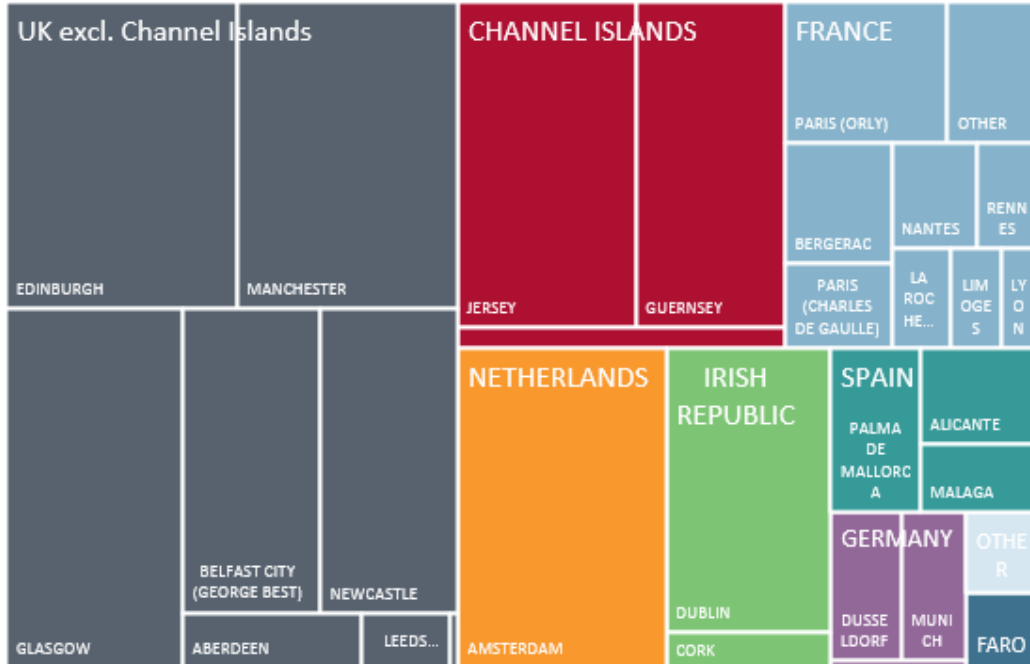 UK excl. Channel Islands
EDINBURGH
MANCHESTER
GLASGOW
BELFAST CITY
(GEORGE BEST)
NEWCASTLE
ABERDEEN
LEEDS...
CHANNEL ISLANDS
JERSEY
GUERNSEY
FRANCE
PARIS (ORLY)
OTHER
BERGERAC
NANTES
RENN
ES
PARIS
(CHARLES
DE GAULLE)
LA
ROC
HE...
LIM
OGE
S
LY
O
N
NETHERLANDS
AMSTERDAM
IRISH
REPUBLIC
DUBLIN
CORK
SPAIN
PALMA
DE
MALLORC
A
ALICANTE
MALAGA
GERMANY
DUSSE
LDORF
MUNI
CH
OTHE
R
FARO